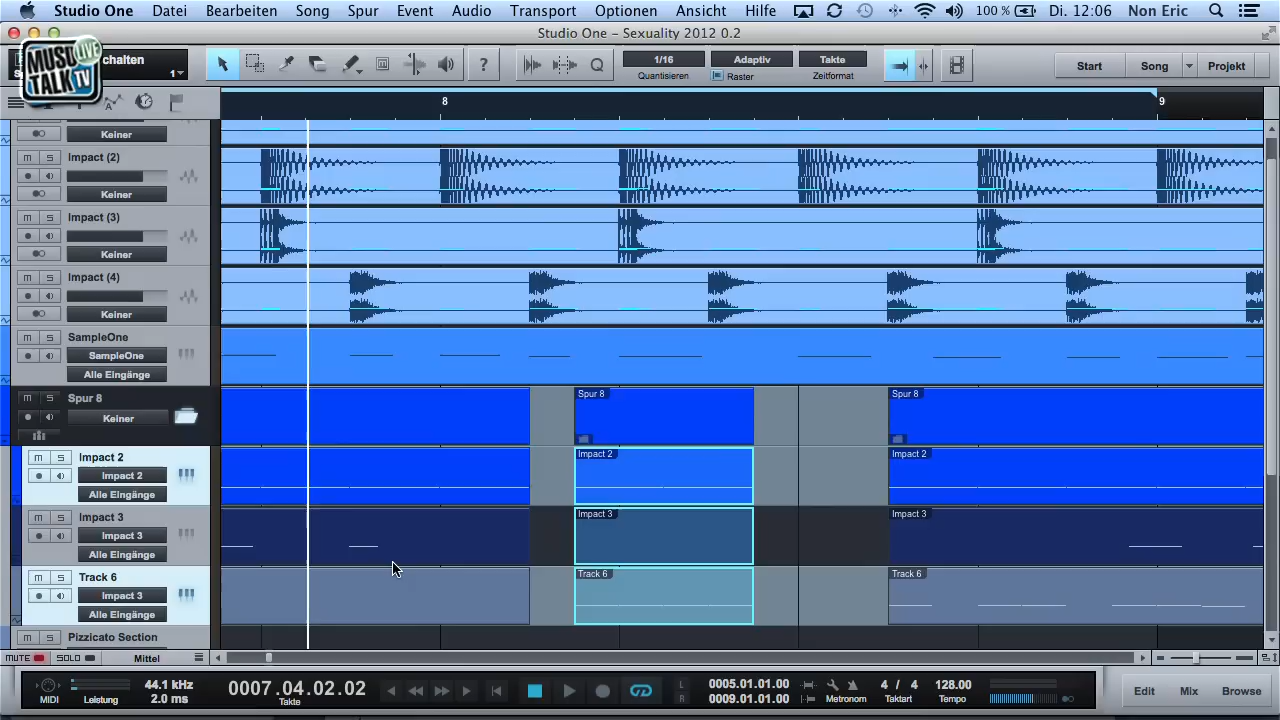 Studio One Datei Bearbeiten Song Spur Event Audio Transport Optionen Ansicht Hilfe 100 % Di. 12:06 Non Eric
Studio One - Sexuality 2012 0.2
MUSO
LIVE
TALK
TV
chalten
1
?
1/16
Quantisieren
Adaptiv
Raster
Takte
Zeitformat
Start
Song
Projekt
8
9
Keiner
Impact (2)
Keiner
Impact (3)
Keiner
Impact (4)
Keiner
SampleOne
SampleOne
Alle Eingänge
Spur 8
Keiner
Spur 8
Spur 8
Impact 2
Impact 2
Alle Eingänge
Impact 2
Impact 2
Impact 3
Impact 3
Alle Eingänge
Impact 3
Impact 3
Track 6
Impact 3
Alle Eingänge
Track 6
Track 6
Pizzicato Section
MUTE SOLO Mittel
MIDI
Leistung
44.1 kHz
2.0 ms
0007.04.02.02
Takte
L 0005.01.01.00
R 0009.01.01.00
Metronom
4 / 4
Taktart
128.00
Tempo
Edit
Mix
Browse